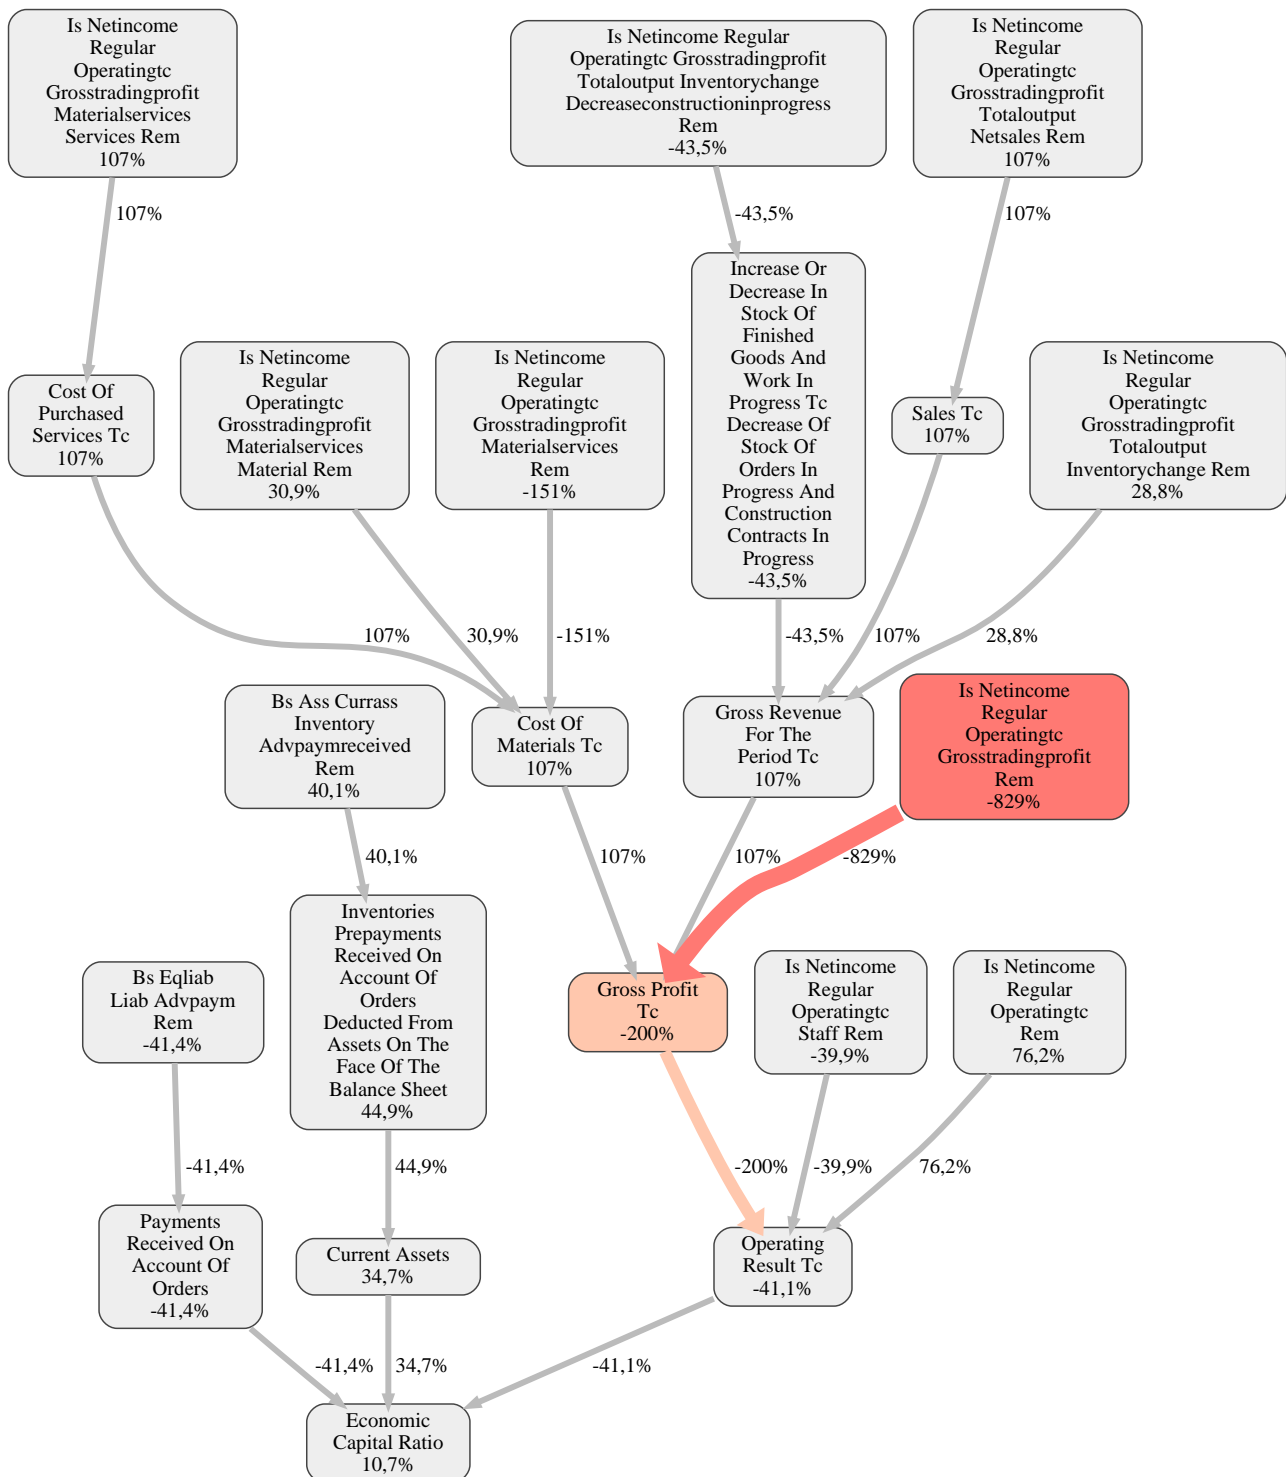 Is Netincome
Regular
Operatingtc
Grosstradingprofit
Materialservices
Services Rem
107%
Is Netincome Regular
Operatingtc Grosstradingprofit
Totaloutput Inventorychange
Decreaseconstructioninprogress
Rem
-43,5%
Is Netincome
Regular
Operatingtc
Grosstradingprofit
Totaloutput
Netsales Rem
107%
107%
-43,5%
107%
Cost Of
Purchased
Services Tc
107%
Is Netincome
Regular
Operatingtc
Grosstradingprofit
Materialservices
Material Rem
30,9%
Is Netincome
Regular
Operatingtc
Grosstradingprofit
Materialservices
Rem
-151%
Increase Or
Decrease In
Stock Of
Finished
Goods And
Work In
Progress Tc
Decrease Of
Stock Of
Orders In
Progress And
Construction
Contracts In
Progress
-43,5%
Sales Tc
107%
Is Netincome
Regular
Operatingtc
Grosstradingprofit
Totaloutput
Inventorychange Rem
28,8%
107%
30,9%
-151%
-43,5%
107%
28,8%
Bs Ass Currass
Inventory
Advpaymreceived
Rem
40,1%
Cost Of
Materials Tc
107%
Gross Revenue
For The
Period Tc
107%
Is Netincome
Regular
Operatingtc
Grosstradingprofit
Rem
-829%
40,1%
107%
107%
-829%
Bs Eqliab
Liab Advpaym
Rem
-41,4%
Inventories
Prepayments
Received On
Account Of
Orders
Deducted From
Assets On The
Face Of The
Balance Sheet
44,9%
Gross Profit
Tc
-200%
Is Netincome
Regular
Operatingtc
Staff Rem
-39,9%
Is Netincome
Regular
Operatingtc
Rem
76,2%
-41,4%
44,9%
-200%
-39,9%
76,2%
Payments
Received On
Account Of
Orders
-41,4%
Current Assets
34,7%
Operating
Result Tc
-41,1%
-41,4%
34,7%
-41,1%
Economic
Capital Ratio
10,7%